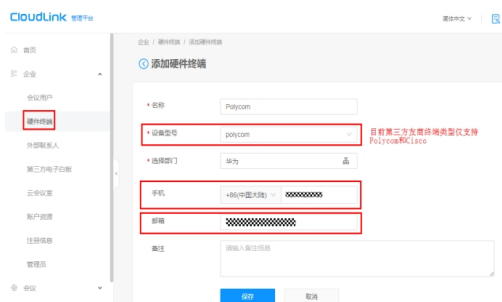 CloudLink 管理平台
简体中文
首页
企业 / 硬件终端 / 添加硬件终端
添加硬件终端
企业
会议用户
硬件终端
外部联系人
第三方电子白板
云会议室
账户资源
注册信息
管理员
会议
* 名称 Polycom
* 设备型号 polycom
目前第三方友商终端类型仅支持
Polycom和Cisco
* 选择部门 华为
手机 +86(中国大陆)
邮箱
备注 请输入备注信息
保存 取消